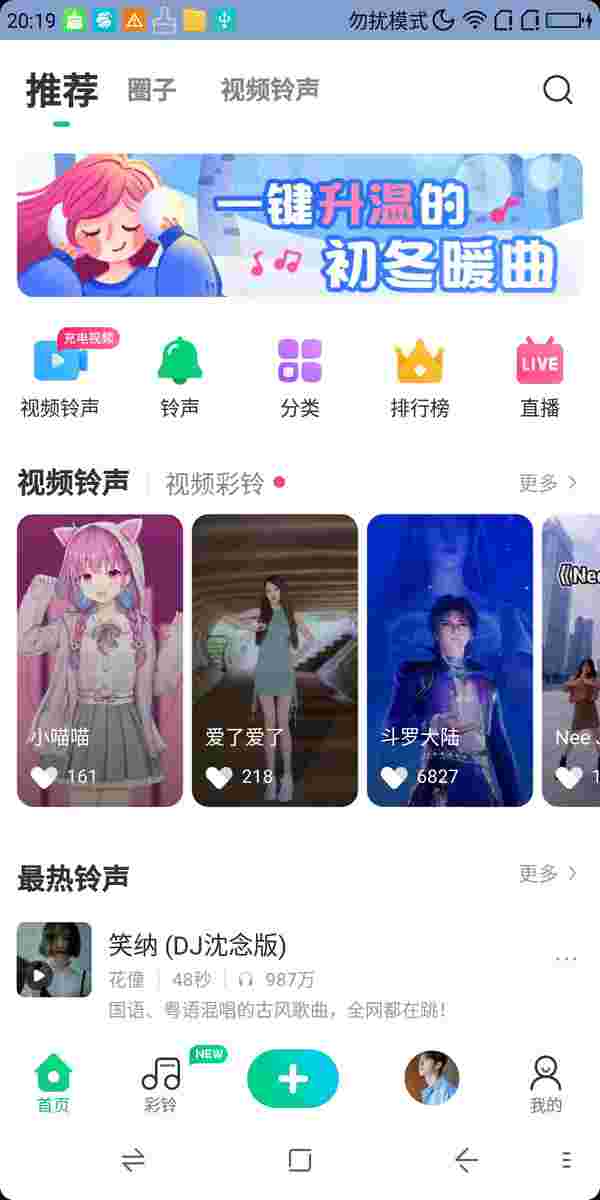 20:19 勿扰模式
推荐 圈子 视频铃声
一键升温的
初冬暖曲
充电视频
LIVE
视频铃声 铃声 分类 排行榜 直播
视频铃声 视频彩铃 更多
《Nee
小喵喵 爱了爱了 斗罗大陆 Nee
161 218 6827 1
最热铃声 更多
笑纳 (DJ沈念版)
花僮 48秒 987万
国语、粤语混唱的古风歌曲，全网都在跳！
NEW
首页 彩铃 我的